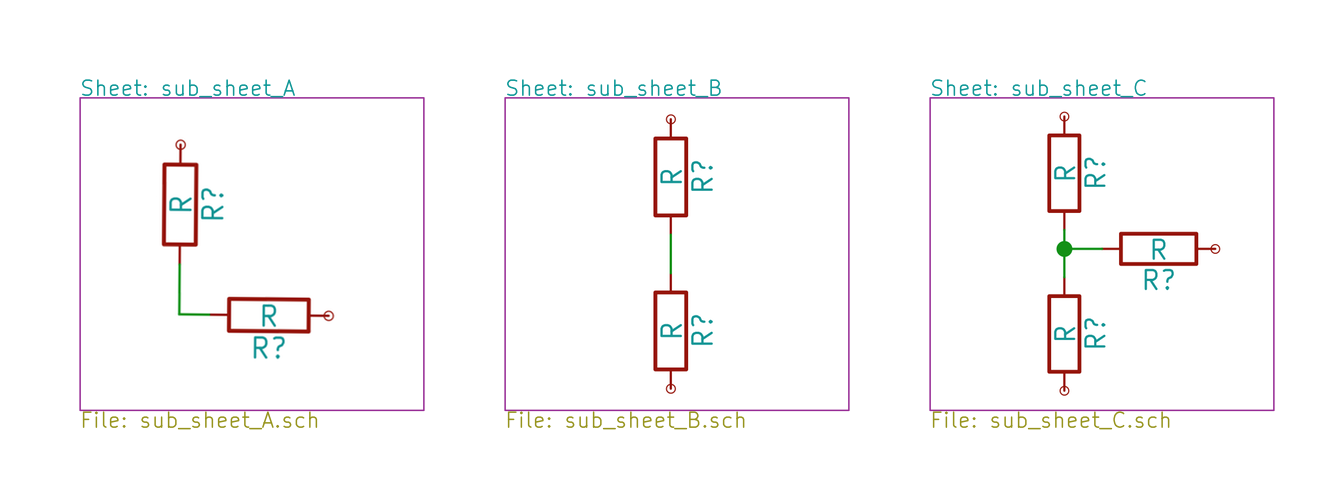 Sheet: sub_sheet_A
R
R?
R
R?
File: sub_sheet_A.sch
Sheet: sub_sheet_B
R
R?
R
R?
File: sub_sheet_B.sch
Sheet: sub_sheet_C
R
R?
R
R?
R
R?
File: sub_sheet_C.sch